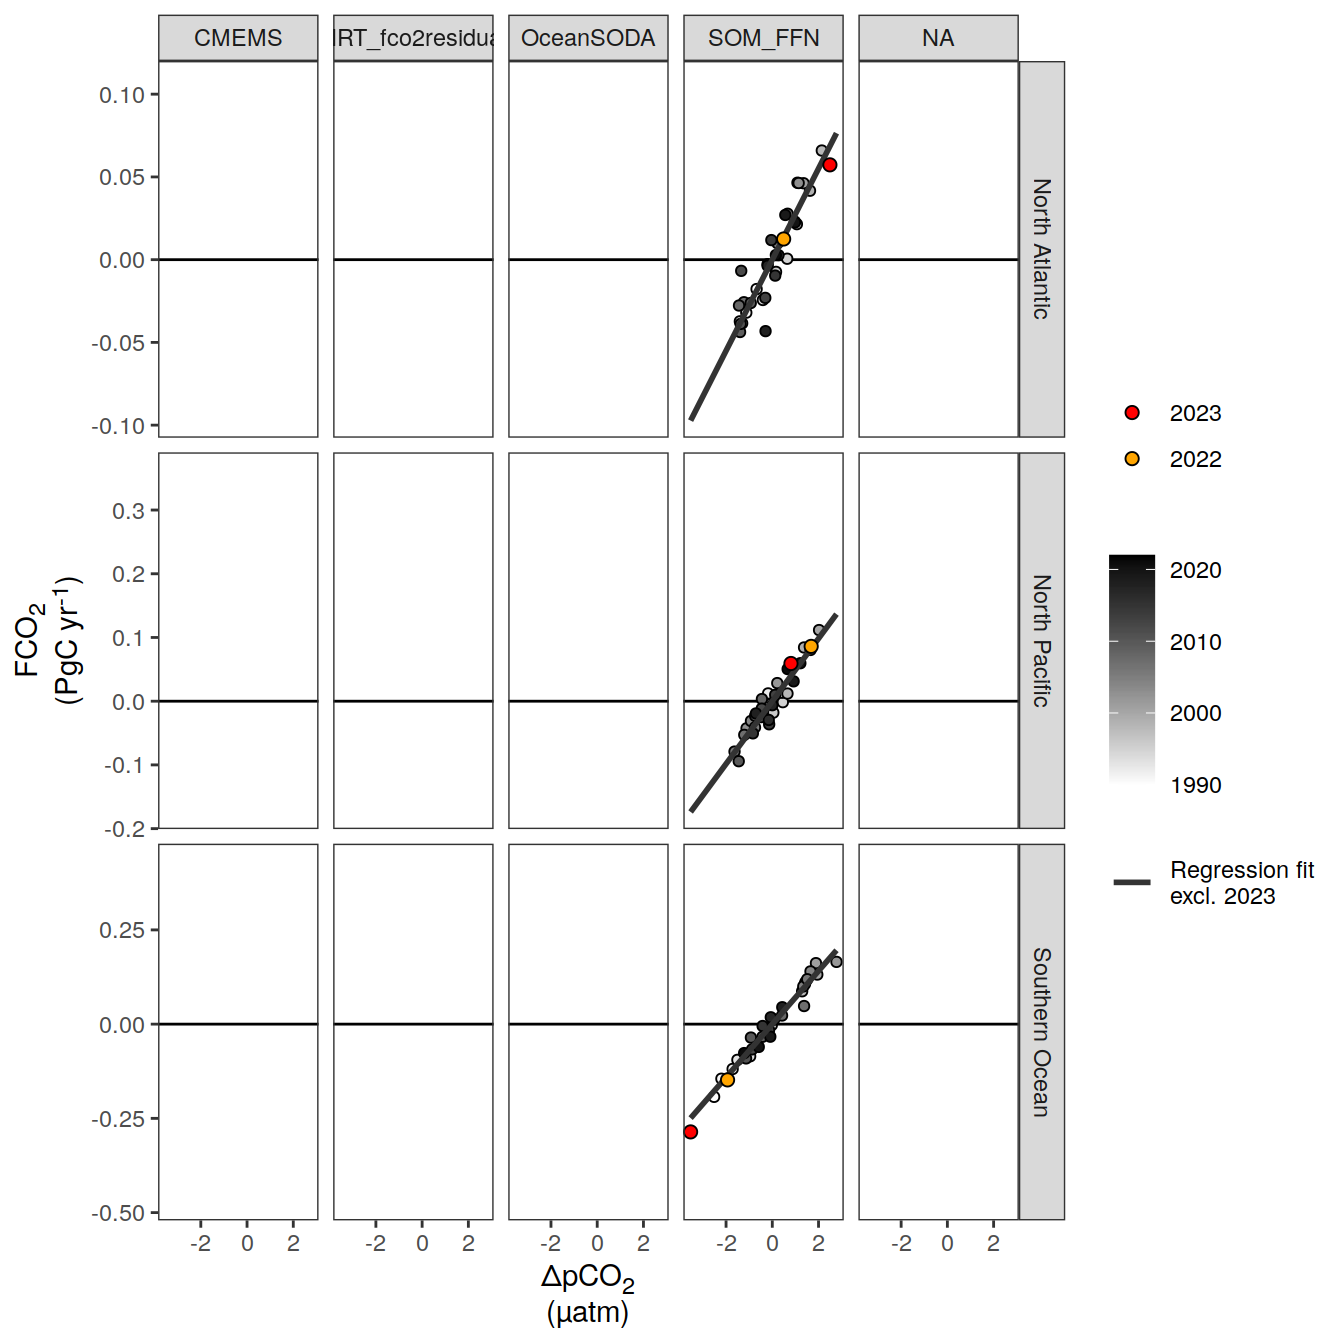 CMEMS
IRT_fco2residua
OceanSODA
SOM_FFN
NA
0.10
0.05
0.00
-0.05
-0.10
North Atlantic
0.3
0.2
0.1
0.0
-0.1
-0.2
North Pacific
0.25
0.00
-0.25
-0.50
Southern Ocean
FCO₂
(PgC yr⁻¹)
-2 0 2
-2 0 2
-2 0 2
-2 0 2
-2 0 2
ΔpCO₂
(µatm)
2023
2022
2020
2010
2000
1990
Regression fit
excl. 2023